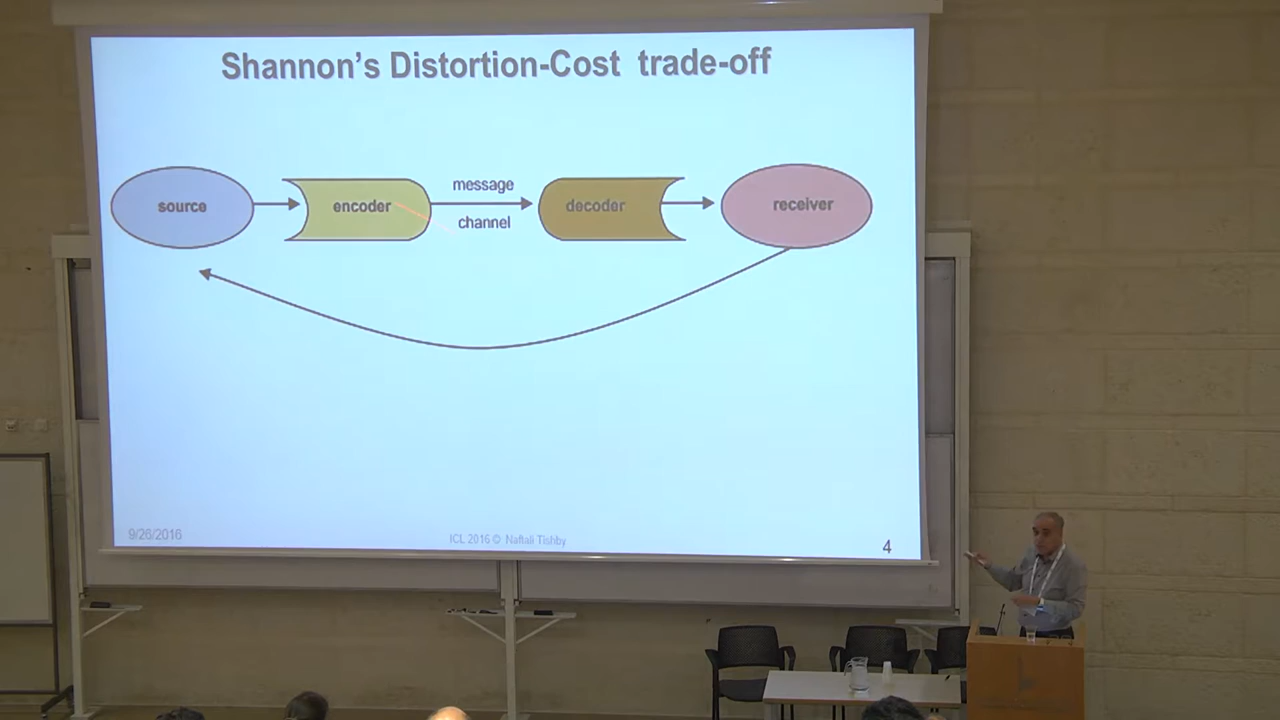 Shannon's Distortion-Cost trade-off
source
encoder
message
channel
decoder
receiver
9/26/2016
ICL 2016 © Naftali Tishby
4